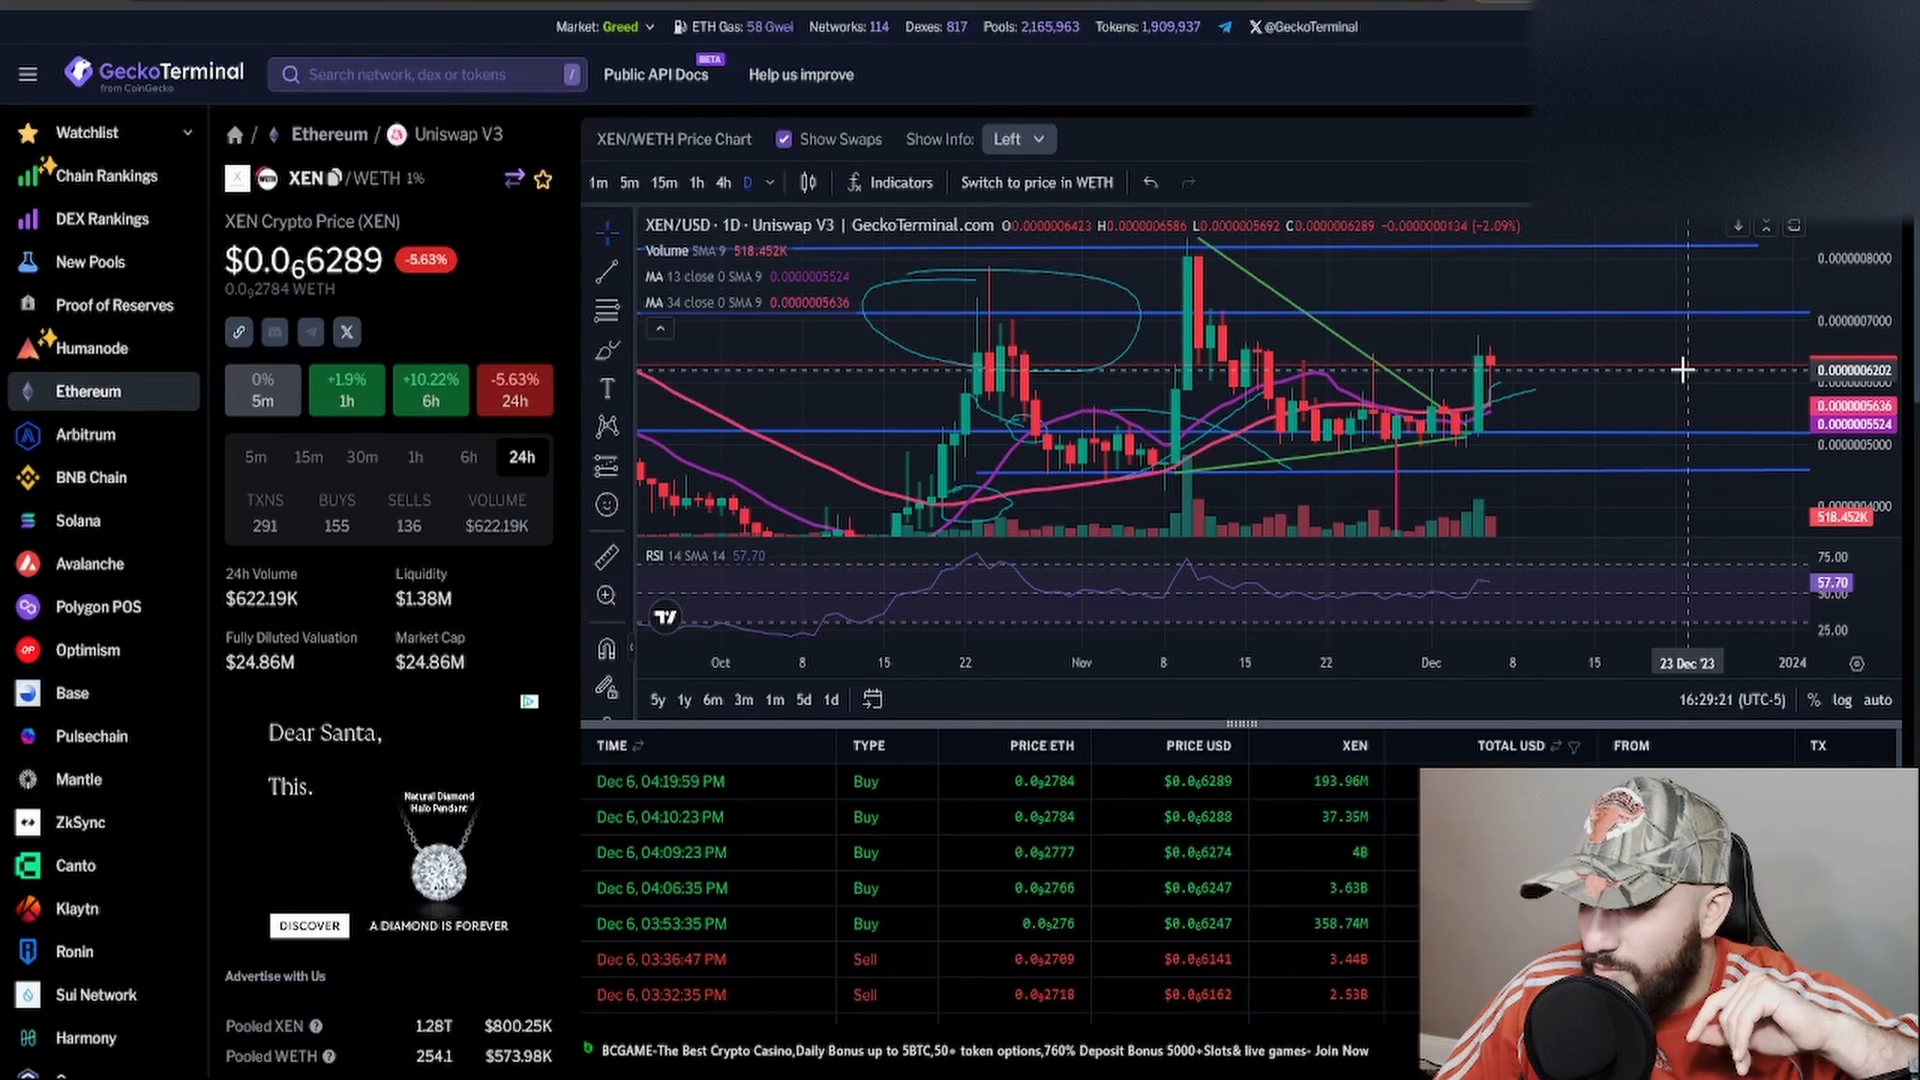 Market: Greed ETH Gas: 58 Gwei Networks: 114 Dexes: 817 Pools: 2,165,963 Tokens: 1,909,937 @GeckoTerminal
GeckoTerminal
from CoinGecko
Search network, dex or tokens /
Public API Docs BETA
Help us improve
Watchlist
Chain Rankings
DEX Rankings
New Pools
Proof of Reserves
Humanode
Ethereum
Arbitrum
BNB Chain
Solana
Avalanche
Polygon POS
Optimism
Base
Pulsechain
Mantle
ZkSync
Canto
Klaytn
Ronin
Sui Network
Harmony
/ Ethereum / Uniswap V3
XEN /WETH 1%
XEN Crypto Price (XEN)
$0.0₆6289 -5.63%
0.0₉2784 WETH
0% +1.9% +10.22% -5.63%
5m 1h 6h 24h
5m 15m 30m 1h 6h 24h
TXNS BUYS SELLS VOLUME
291 155 136 $622.19K
24h Volume Liquidity
$622.19K $1.38M
Fully Diluted Valuation Market Cap
$24.86M $24.86M
Dear Santa,
This.
Natural Diamond
Halo Pendant
DISCOVER A DIAMOND IS FOREVER
Advertise with Us
Pooled XEN 1.28T $800.25K
Pooled WETH 254.1 $573.98K
XEN/WETH Price Chart Show Swaps Show Info: Left
1m 5m 15m 1h 4h D Indicators Switch to price in WETH
XEN/USD · 1D · Uniswap V3 | GeckoTerminal.com O0.0000006423 H0.0000006586 L0.0000005692 C0.0000006289 -0.0000000134 (-2.09%)
Volume SMA 9 518.452K
MA 13 close 0 SMA 9 0.0000005524
MA 34 close 0 SMA 9 0.0000005636
0.0000008000
0.0000007000
0.0000006202
0.0000006000
0.0000005636
0.0000005524
0.0000005000
0.0000004000
518.452K
RSI 14 SMA 14 57.70
75.00
57.70
50.00
25.00
Oct 8 15 22 Nov 8 15 22 Dec 8 15 23 Dec '23 2024
5y 1y 6m 3m 1m 5d 1d 16:29:21 (UTC-5) % log auto
TIME TYPE PRICE ETH PRICE USD XEN TOTAL USD FROM TX
Dec 6, 04:19:59 PM Buy 0.0₉2784 $0.0₆6289 193.96M
Dec 6, 04:10:23 PM Buy 0.0₉2784 $0.0₆6288 37.35M
Dec 6, 04:09:23 PM Buy 0.0₉2777 $0.0₆6274 4B
Dec 6, 04:06:35 PM Buy 0.0₉2766 $0.0₆6247 3.63B
Dec 6, 03:53:35 PM Buy 0.0₉276 $0.0₆6247 358.74M
Dec 6, 03:36:47 PM Sell 0.0₉2709 $0.0₆6141 3.44B
Dec 6, 03:32:35 PM Sell 0.0₉2718 $0.0₆6162 2.53B
BCGAME-The Best Crypto Casino,Daily Bonus up to 5BTC,50+ token options,760% Deposit Bonus 5000+Slots& live games- Join Now